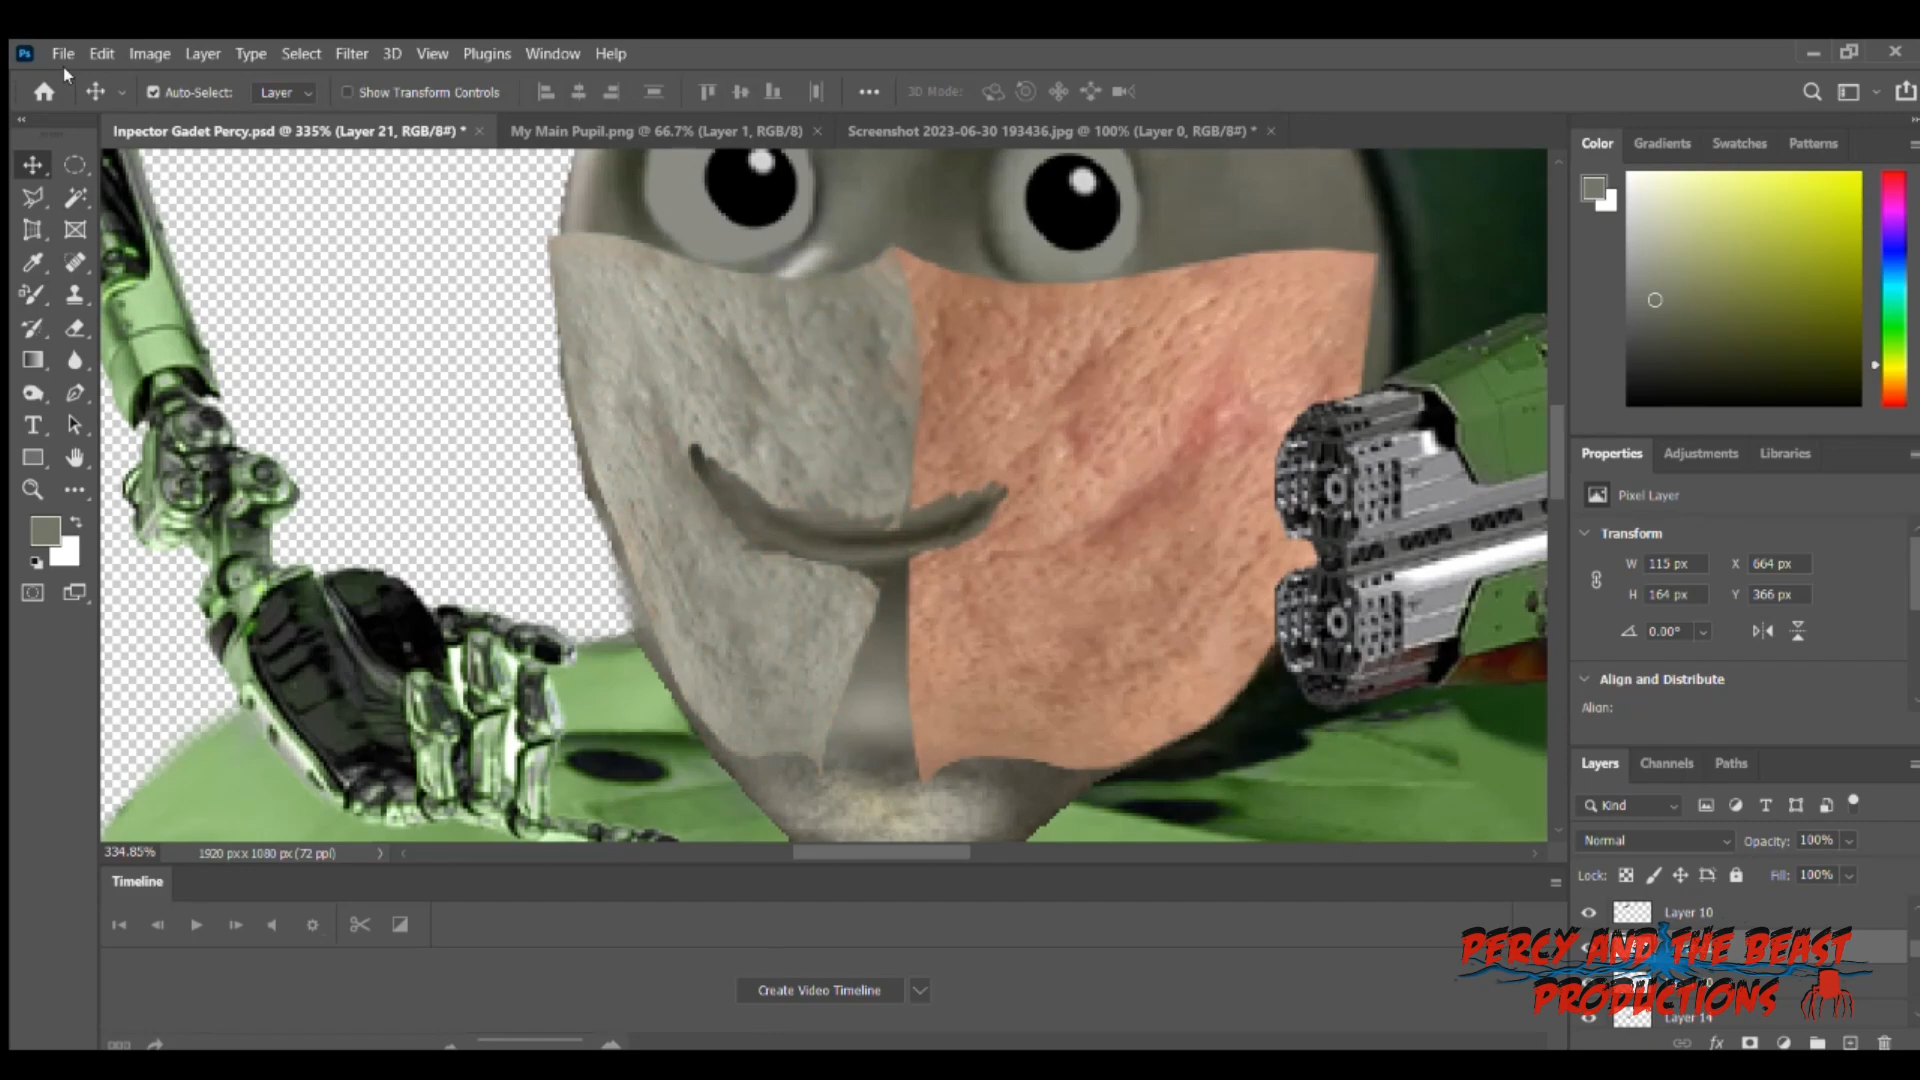 Ps File Edit Image Layer Type Select Filter 3D View Plugins Window Help
Auto-Select: Layer Show Transform Controls 3D Mode:
Inpector Gadet Percy.psd @ 335% (Layer 21, RGB/8#) * My Main Pupil.png @ 66.7% (Layer 1, RGB/8) Screenshot 2023-06-30 193436.jpg @ 100% (Layer 0, RGB/8#) *
Color Gradients Swatches Patterns
Properties Adjustments Libraries
Pixel Layer
Transform
W 115 px X 664 px
H 164 px Y 366 px
0.00°
Align and Distribute
Align:
Layers Channels Paths
Kind
Normal Opacity: 100%
Lock: Fill: 100%
Layer 10
Layer 14
334.85% 1920 px x 1080 px (72 ppi)
Timeline
Create Video Timeline
PERCY AND THE BEAST
PRODUCTIONS
fx